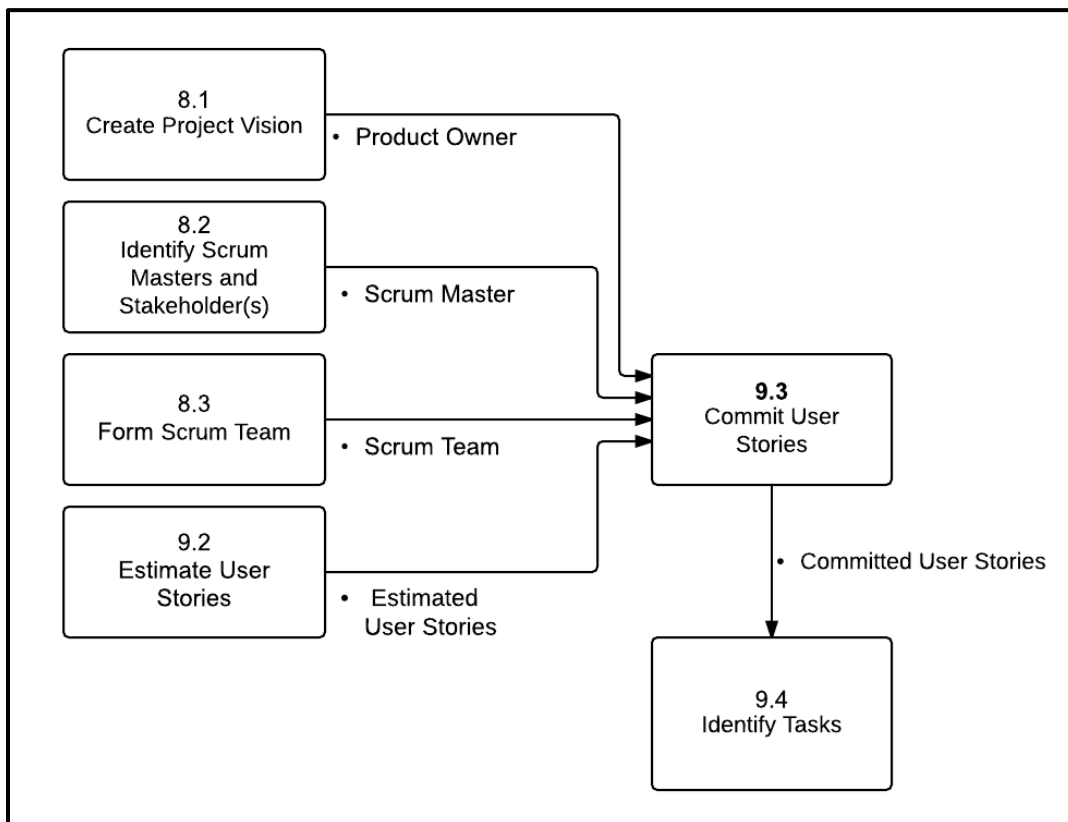 8.1
Create Project Vision
• Product Owner
8.2
Identify Scrum
Masters and
Stakeholder(s)
• Scrum Master
8.3
Form Scrum Team
• Scrum Team
9.2
Estimate User
Stories
• Estimated
User Stories
9.3
Commit User
Stories
• Committed User Stories
9.4
Identify Tasks